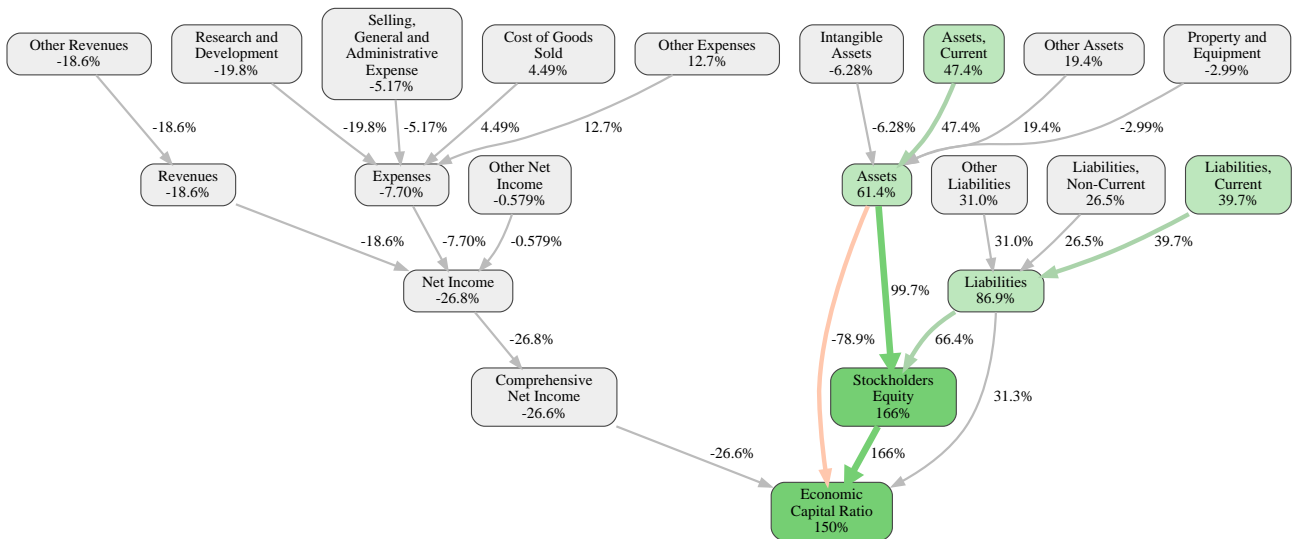 Other Revenues
-18.6%
Research and
Development
-19.8%
Selling,
General and
Administrative
Expense
-5.17%
Cost of Goods
Sold
4.49%
Other Expenses
12.7%
Intangible
Assets
-6.28%
Assets,
Current
47.4%
Other Assets
19.4%
Property and
Equipment
-2.99%
-18.6%
-19.8%
-5.17%
4.49%
12.7%
-6.28%
47.4%
19.4%
-2.99%
Revenues
-18.6%
Expenses
-7.70%
Other Net
Income
-0.579%
Assets
61.4%
Other
Liabilities
31.0%
Liabilities,
Non-Current
26.5%
Liabilities,
Current
39.7%
-18.6%
-7.70%
-0.579%
31.0%
26.5%
39.7%
Net Income
-26.8%
99.7%
Liabilities
86.9%
-26.8%
-78.9%
66.4%
Comprehensive
Net Income
-26.6%
Stockholders
Equity
166%
31.3%
-26.6%
166%
Economic
Capital Ratio
150%